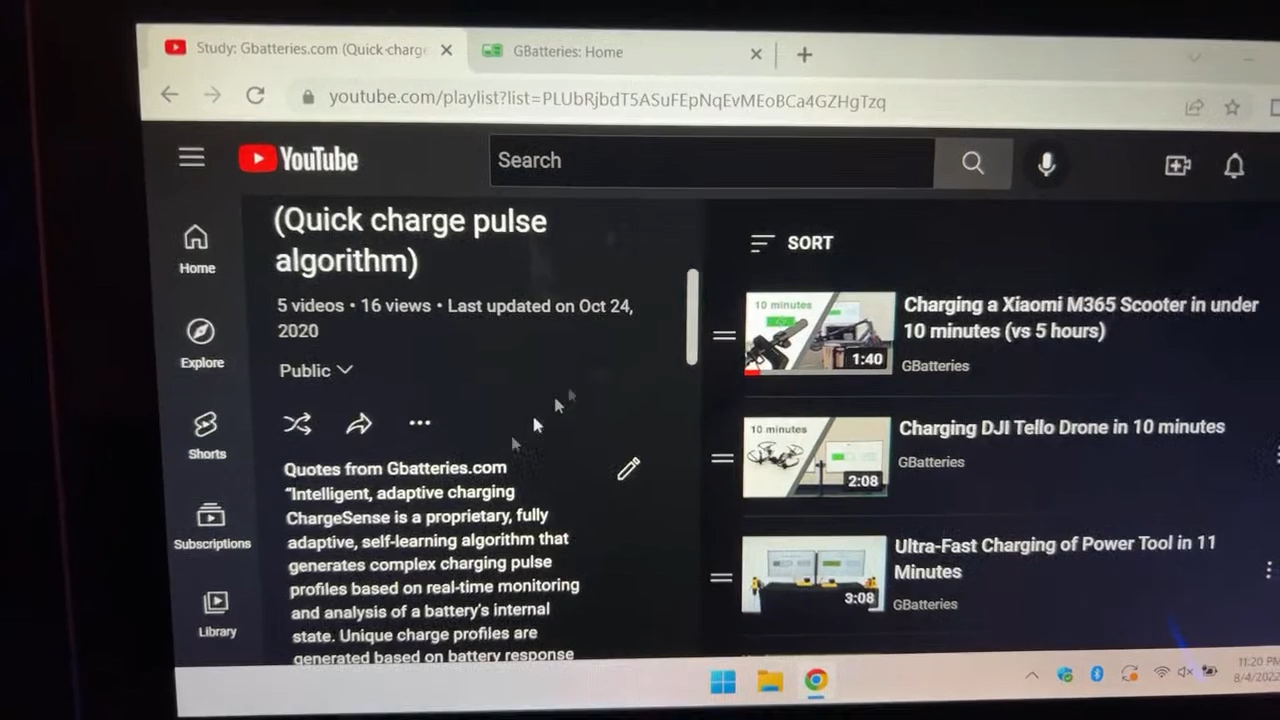 Study: Gbatteries.com (Quick charge
GBatteries: Home
youtube.com/playlist?list=PLUbRjbdT5ASuFEpNqEvMEoBCa4GZHgTzq
YouTube
Search
Home
Explore
Shorts
Subscriptions
Library
(Quick charge pulse
algorithm)
5 videos • 16 views • Last updated on Oct 24,
2020
Public
Quotes from Gbatteries.com
“Intelligent, adaptive charging
ChargeSense is a proprietary, fully
adaptive, self-learning algorithm that
generates complex charging pulse
profiles based on real-time monitoring
and analysis of a battery's internal
state. Unique charge profiles are
generated based on battery response
SORT
10 minutes
1:40
Charging a Xiaomi M365 Scooter in under
10 minutes (vs 5 hours)
GBatteries
10 minutes
2:08
Charging DJI Tello Drone in 10 minutes
GBatteries
3:08
Ultra-Fast Charging of Power Tool in 11
Minutes
GBatteries
11:20 PM
8/4/2022